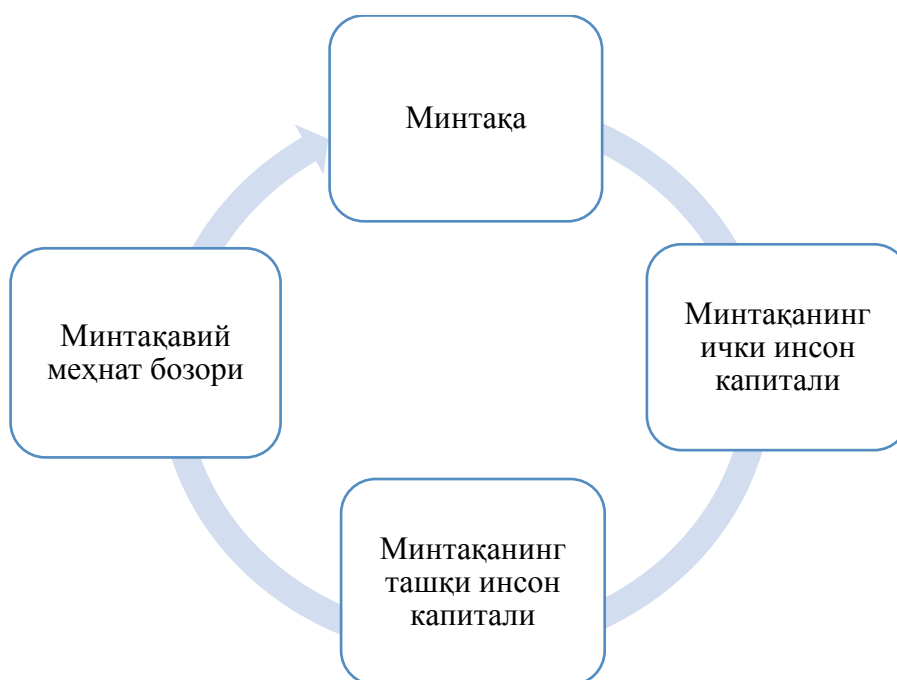 Минтақа
Минтақанинг
ички инсон
капитали
Минтақанинг
ташқи инсон
капитали
Минтақавий
меҳнат бозори